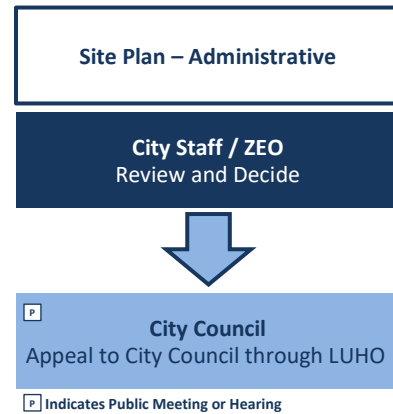 Site Plan – Administrative
City Staff / ZEO
Review and Decide
P
City Council
Appeal to City Council through LUHO
P Indicates Public Meeting or Hearing